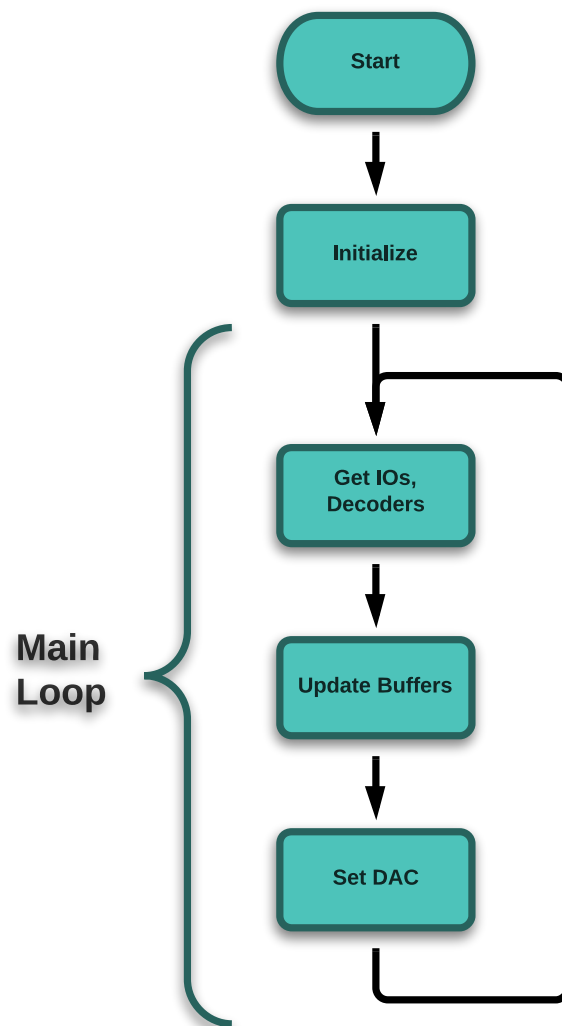 Start
Initialize
Get IOs,
Decoders
Main
Loop
Update Buffers
Set DAC